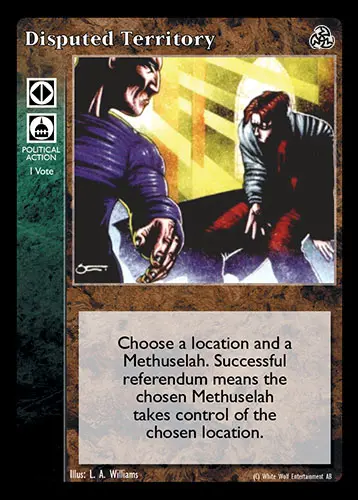 Disputed Territory
POLITICAL
ACTION
1 Vote
Choose a location and a
Methuselah. Successful
referendum means the
chosen Methuselah
takes control of the
chosen location.
Illus: L. A. Williams
(C) White Wolf Entertainment AB